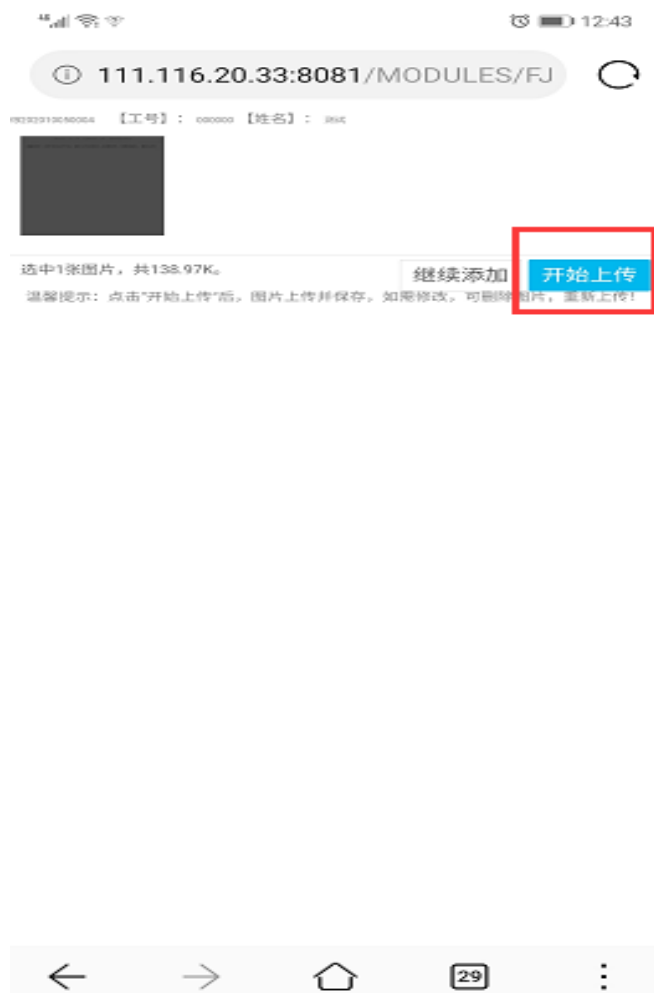 12:43
111.116.20.33:8081/MODULES/FJ
【工号】: 000000 【姓名】: 测试
选中1张图片，共138.97K。
继续添加 开始上传
温馨提示：点击"开始上传"后，图片上传并保存，如需修改，可删除图片，重新上传!
29